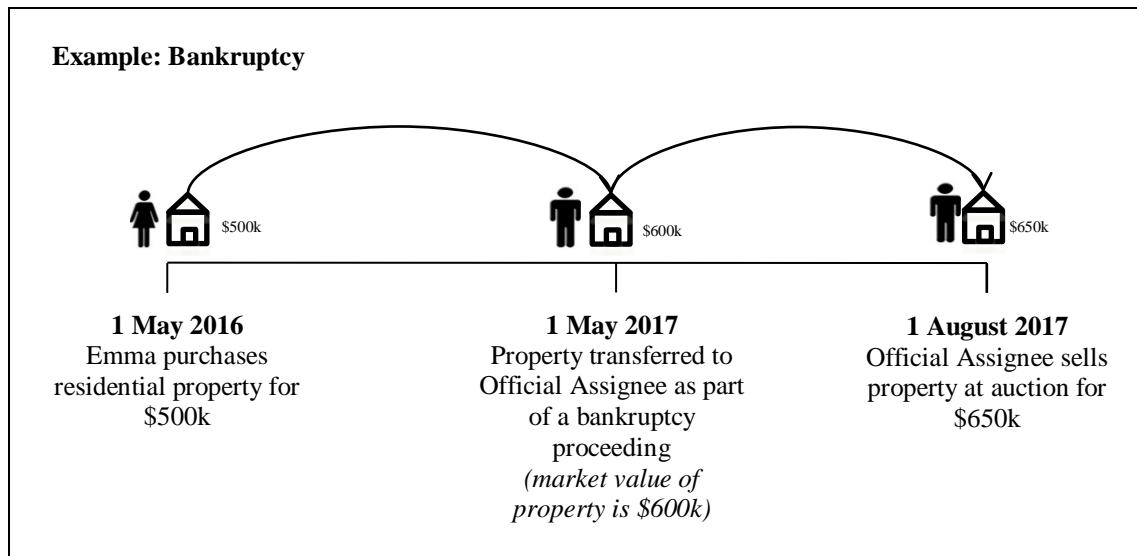 Example: Bankruptcy
$500k
$600k
$650k
1 May 2016
Emma purchases
residential property for
$500k
1 May 2017
Property transferred to
Official Assignee as part
of a bankruptcy
proceeding
(market value of
property is $600k)
1 August 2017
Official Assignee sells
property at auction for
$650k